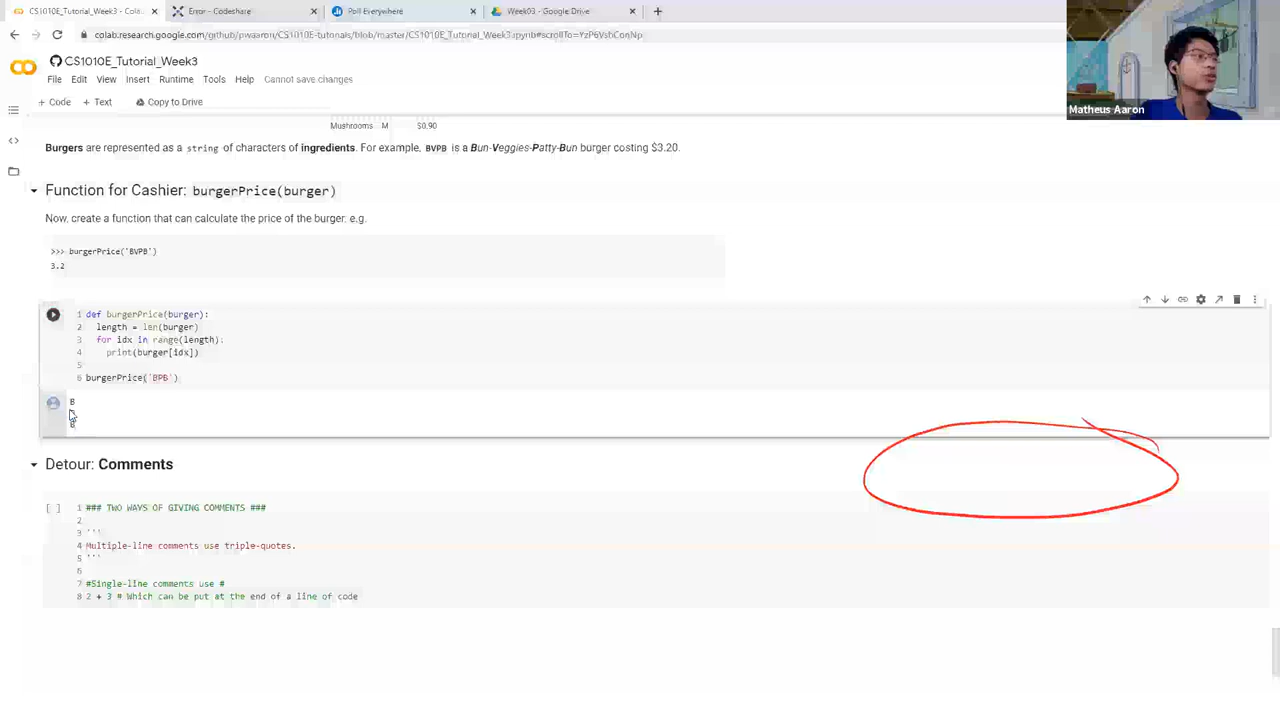 CS1010E_Tutorial_Week3 - Cola
Error - Codeshare
Poll Everywhere
Week03 - Google Drive
colab.research.google.com/github/pwaaron/CS1010E-tutorials/blob/master/CS1010E_Tutorial_Week3.ipynb#scrollTo=
CS1010E_Tutorial_Week3
File Edit View Insert Runtime Tools Help Cannot save changes
+ Code + Text Copy to Drive
Matheus Aaron
Mushrooms M $0.90
Burgers are represented as a string of characters of ingredients. For example, BVPB is a Bun-Veggies-Patty-Bun burger costing $3.20.
Function for Cashier: burgerPrice(burger)
Now, create a function that can calculate the price of the burger. e.g.
>>> burgerPrice('BVPB')
3.2
1 def burgerPrice(burger):
2 length = len(burger)
3 for idx in range(length):
4 print(burger[idx])
5
6 burgerPrice('BPB')
B
B
Detour: Comments
[ ] 1 ### TWO WAYS OF GIVING COMMENTS ###
2
3 '''
4 Multiple-line comments use triple-quotes.
5 '''
6
7 #Single-line comments use #
8 2 + 3 # Which can be put at the end of a line of code